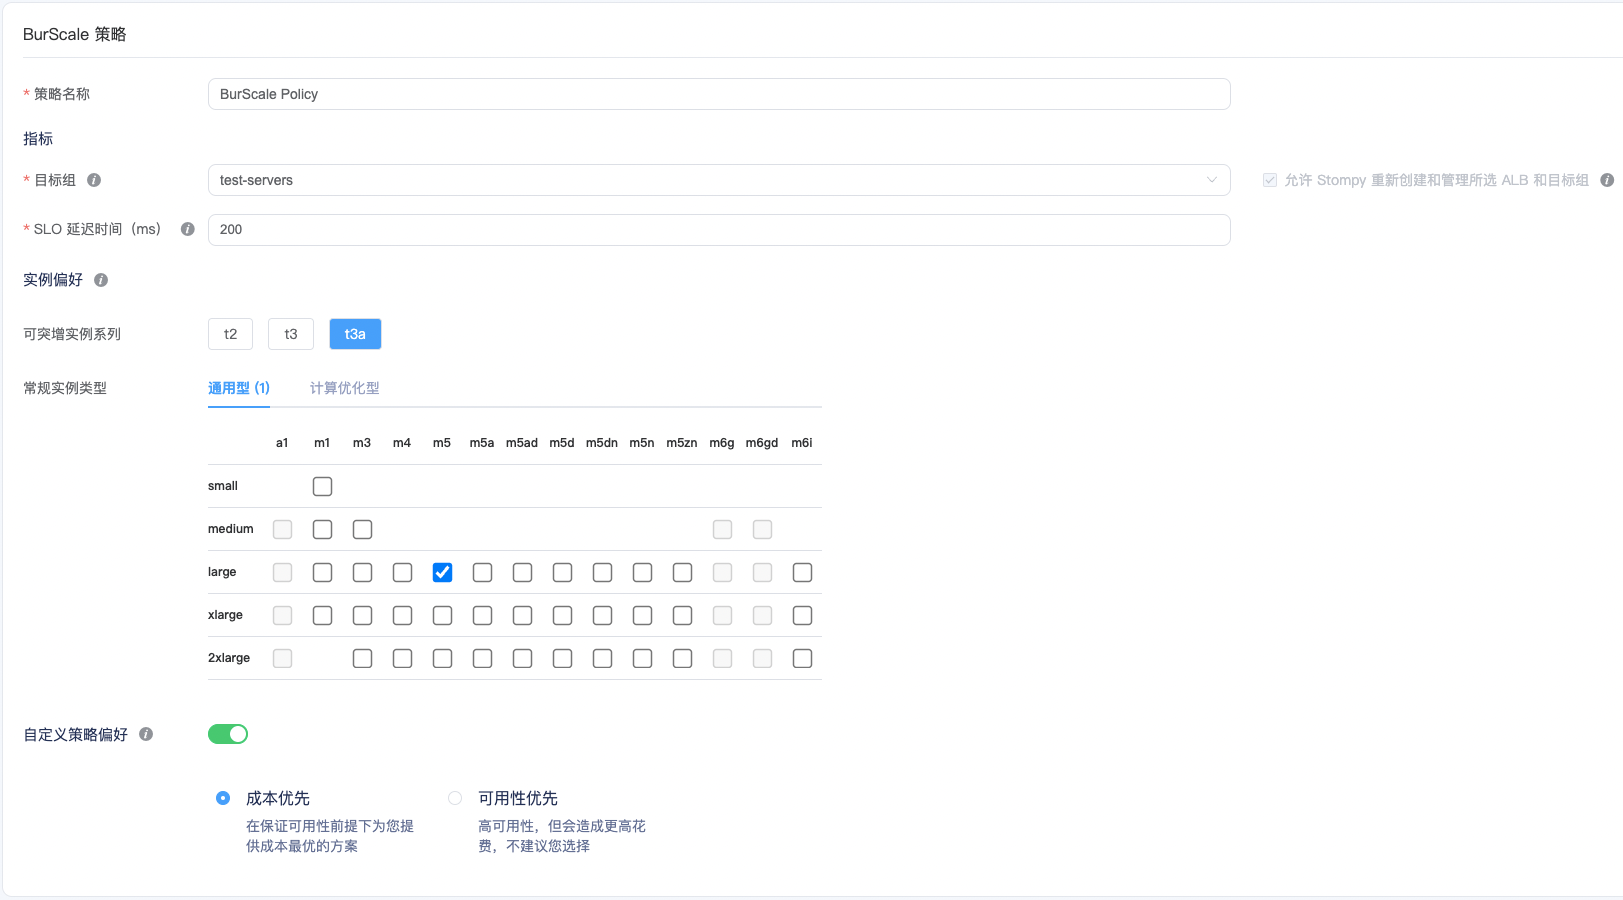 BurScale 策略
* 策略名称
BurScale Policy
指标
* 目标组
test-servers
允许 Stompy 重新创建和管理所选 ALB 和目标组
* SLO 延迟时间（ms）
200
实例偏好
可突增实例系列
t2
t3
t3a
常规实例类型
通用型 (1)
计算优化型
a1 m1 m3 m4 m5 m5a m5ad m5d m5dn m5n m5zn m6g m6gd m6i
small
medium
large
xlarge
2xlarge
自定义策略偏好
成本优先
在保证可用性前提下为您提
供成本最优的方案
可用性优先
高可用性，但会造成更高花
费，不建议您选择